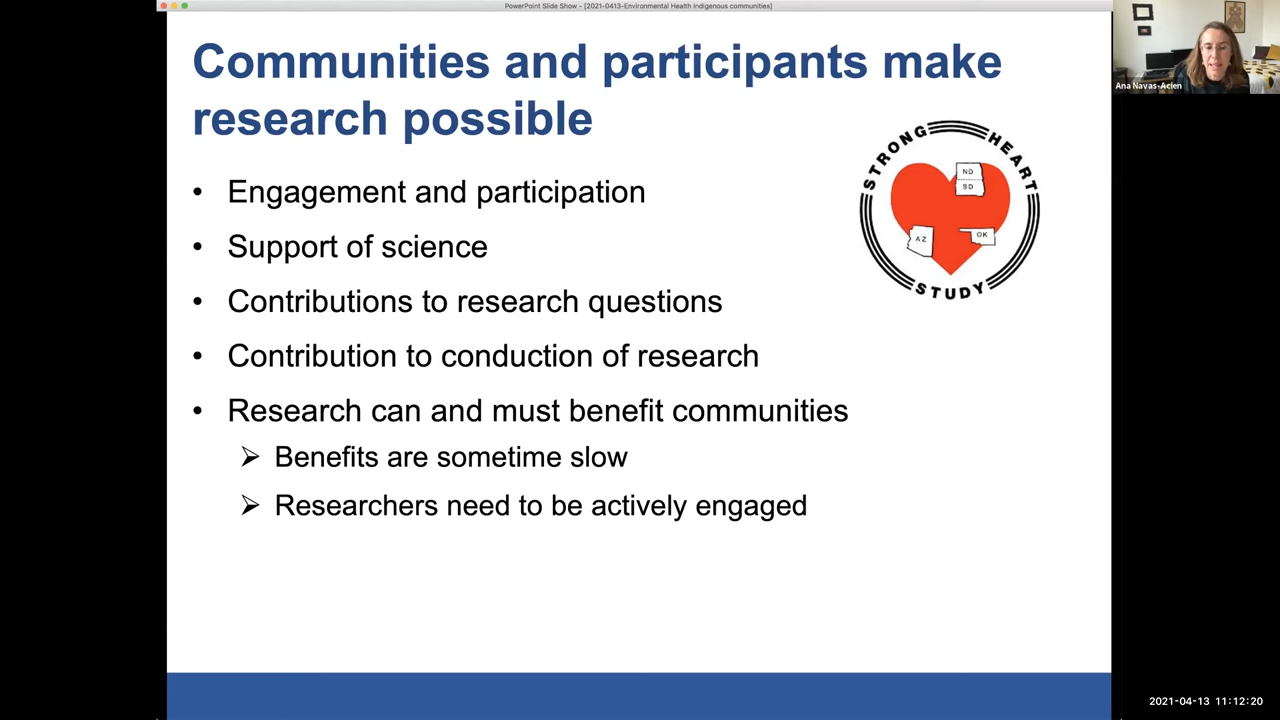 PowerPoint Slide Show - [2021-0413-Environmental Health Indigenous communities]
Communities and participants make
research possible
• Engagement and participation
• Support of science
• Contributions to research questions
• Contribution to conduction of research
• Research can and must benefit communities
➢ Benefits are sometime slow
➢ Researchers need to be actively engaged
STRONG HEART
ND
SD
AZ
OK
STUDY
Ana Navas-Acien
2021-04-13 11:12:20